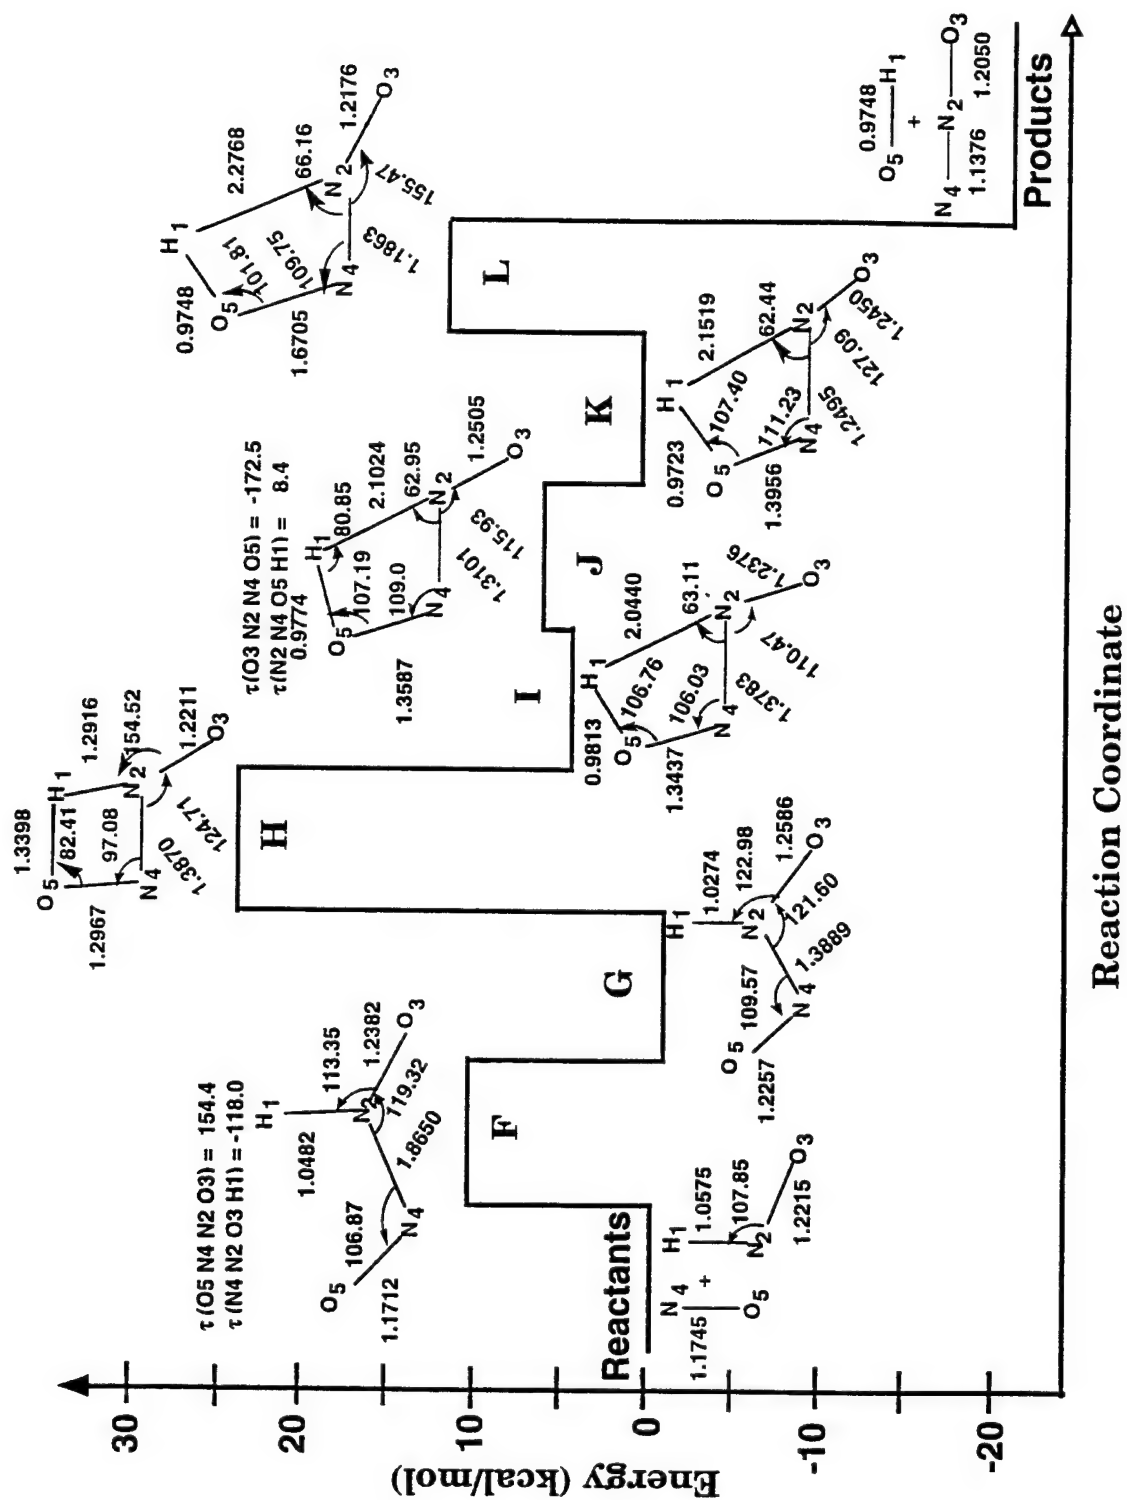 Energy (kcal/mol)
30
20
10
0
-10
-20
Reaction Coordinate
Reactants
N4
+
O5
1.1745
H1
1.0575
107.85
N2
O3
1.2215
F
τ(O5 N4 N2 O3) = 154.4
τ(N4 N2 O3 H1) = -118.0
H1
1.0482
113.35
1.2382
O3
N2
119.32
1.8650
106.87
N4
O5
1.1712
G
H1
1.0274
122.98
1.2586
O3
N2
121.60
1.3889
109.57
N4
O5
1.2257
H
1.3398
H1
1.2916
154.52
1.2211
O3
N2
82.41
97.08
124.71
1.3870
O5
N4
1.2967
I
0.9813
H1
2.0440
63.11
1.2376
O3
N2
106.76
106.03
110.47
1.3783
O5
N4
1.3437
J
τ(O3 N2 N4 O5) = -172.5
τ(N2 N4 O5 H1) = 8.4
0.9774
H1
80.85
2.1024
62.95
1.2505
O3
N2
107.19
109.0
115.93
1.3101
O5
N4
1.3587
K
0.9723
H1
2.1519
62.44
O3
1.2450
N2
107.40
111.23
127.09
1.2495
O5
N4
1.3956
L
0.9748
H1
2.2768
66.16
1.2176
O3
N2
101.81
109.75
155.47
1.1863
O5
N4
1.6705
Products
0.9748
O5
H1
+
N4
N2
O3
1.1376
1.2050